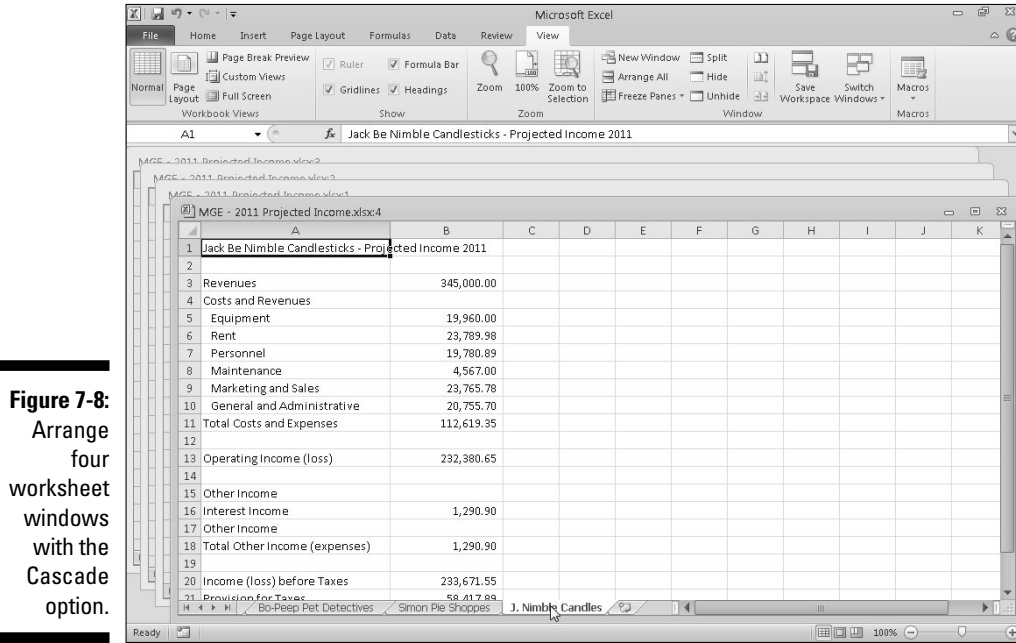 Microsoft Excel
File Home Insert Page Layout Formulas Data Review View
Normal
Page Layout
Page Break Preview
Custom Views
Full Screen
Workbook Views
Ruler
Formula Bar
Gridlines
Headings
Show
Zoom
100%
Zoom to Selection
Zoom
New Window
Arrange All
Freeze Panes
Split
Hide
Unhide
Save Workspace
Switch Windows
Window
Macros
Macros
A1 fx Jack Be Nimble Candlesticks - Projected Income 2011
MGE - 2011 Projected Income.xlsx:3
MGE - 2011 Projected Income.xlsx:2
MGE - 2011 Projected Income.xlsx:1
MGE - 2011 Projected Income.xlsx:4
A B C D E F G H I J K
1 Jack Be Nimble Candlesticks - Projected Income 2011
2
3 Revenues 345,000.00
4 Costs and Revenues
5 Equipment 19,960.00
6 Rent 23,789.98
7 Personnel 19,780.89
8 Maintenance 4,567.00
9 Marketing and Sales 23,765.78
10 General and Administrative 20,755.70
11 Total Costs and Expenses 112,619.35
12
13 Operating Income (loss) 232,380.65
14
15 Other Income
16 Interest Income 1,290.90
17 Other Income
18 Total Other Income (expenses) 1,290.90
19
20 Income (loss) before Taxes 233,671.55
21 Provision for Taxes 58,417.89
Bo-Peep Pet Detectives Simon Pie Shoppes J. Nimble Candles
Ready 100%
Figure 7-8:
Arrange
four
worksheet
windows
with the
Cascade
option.